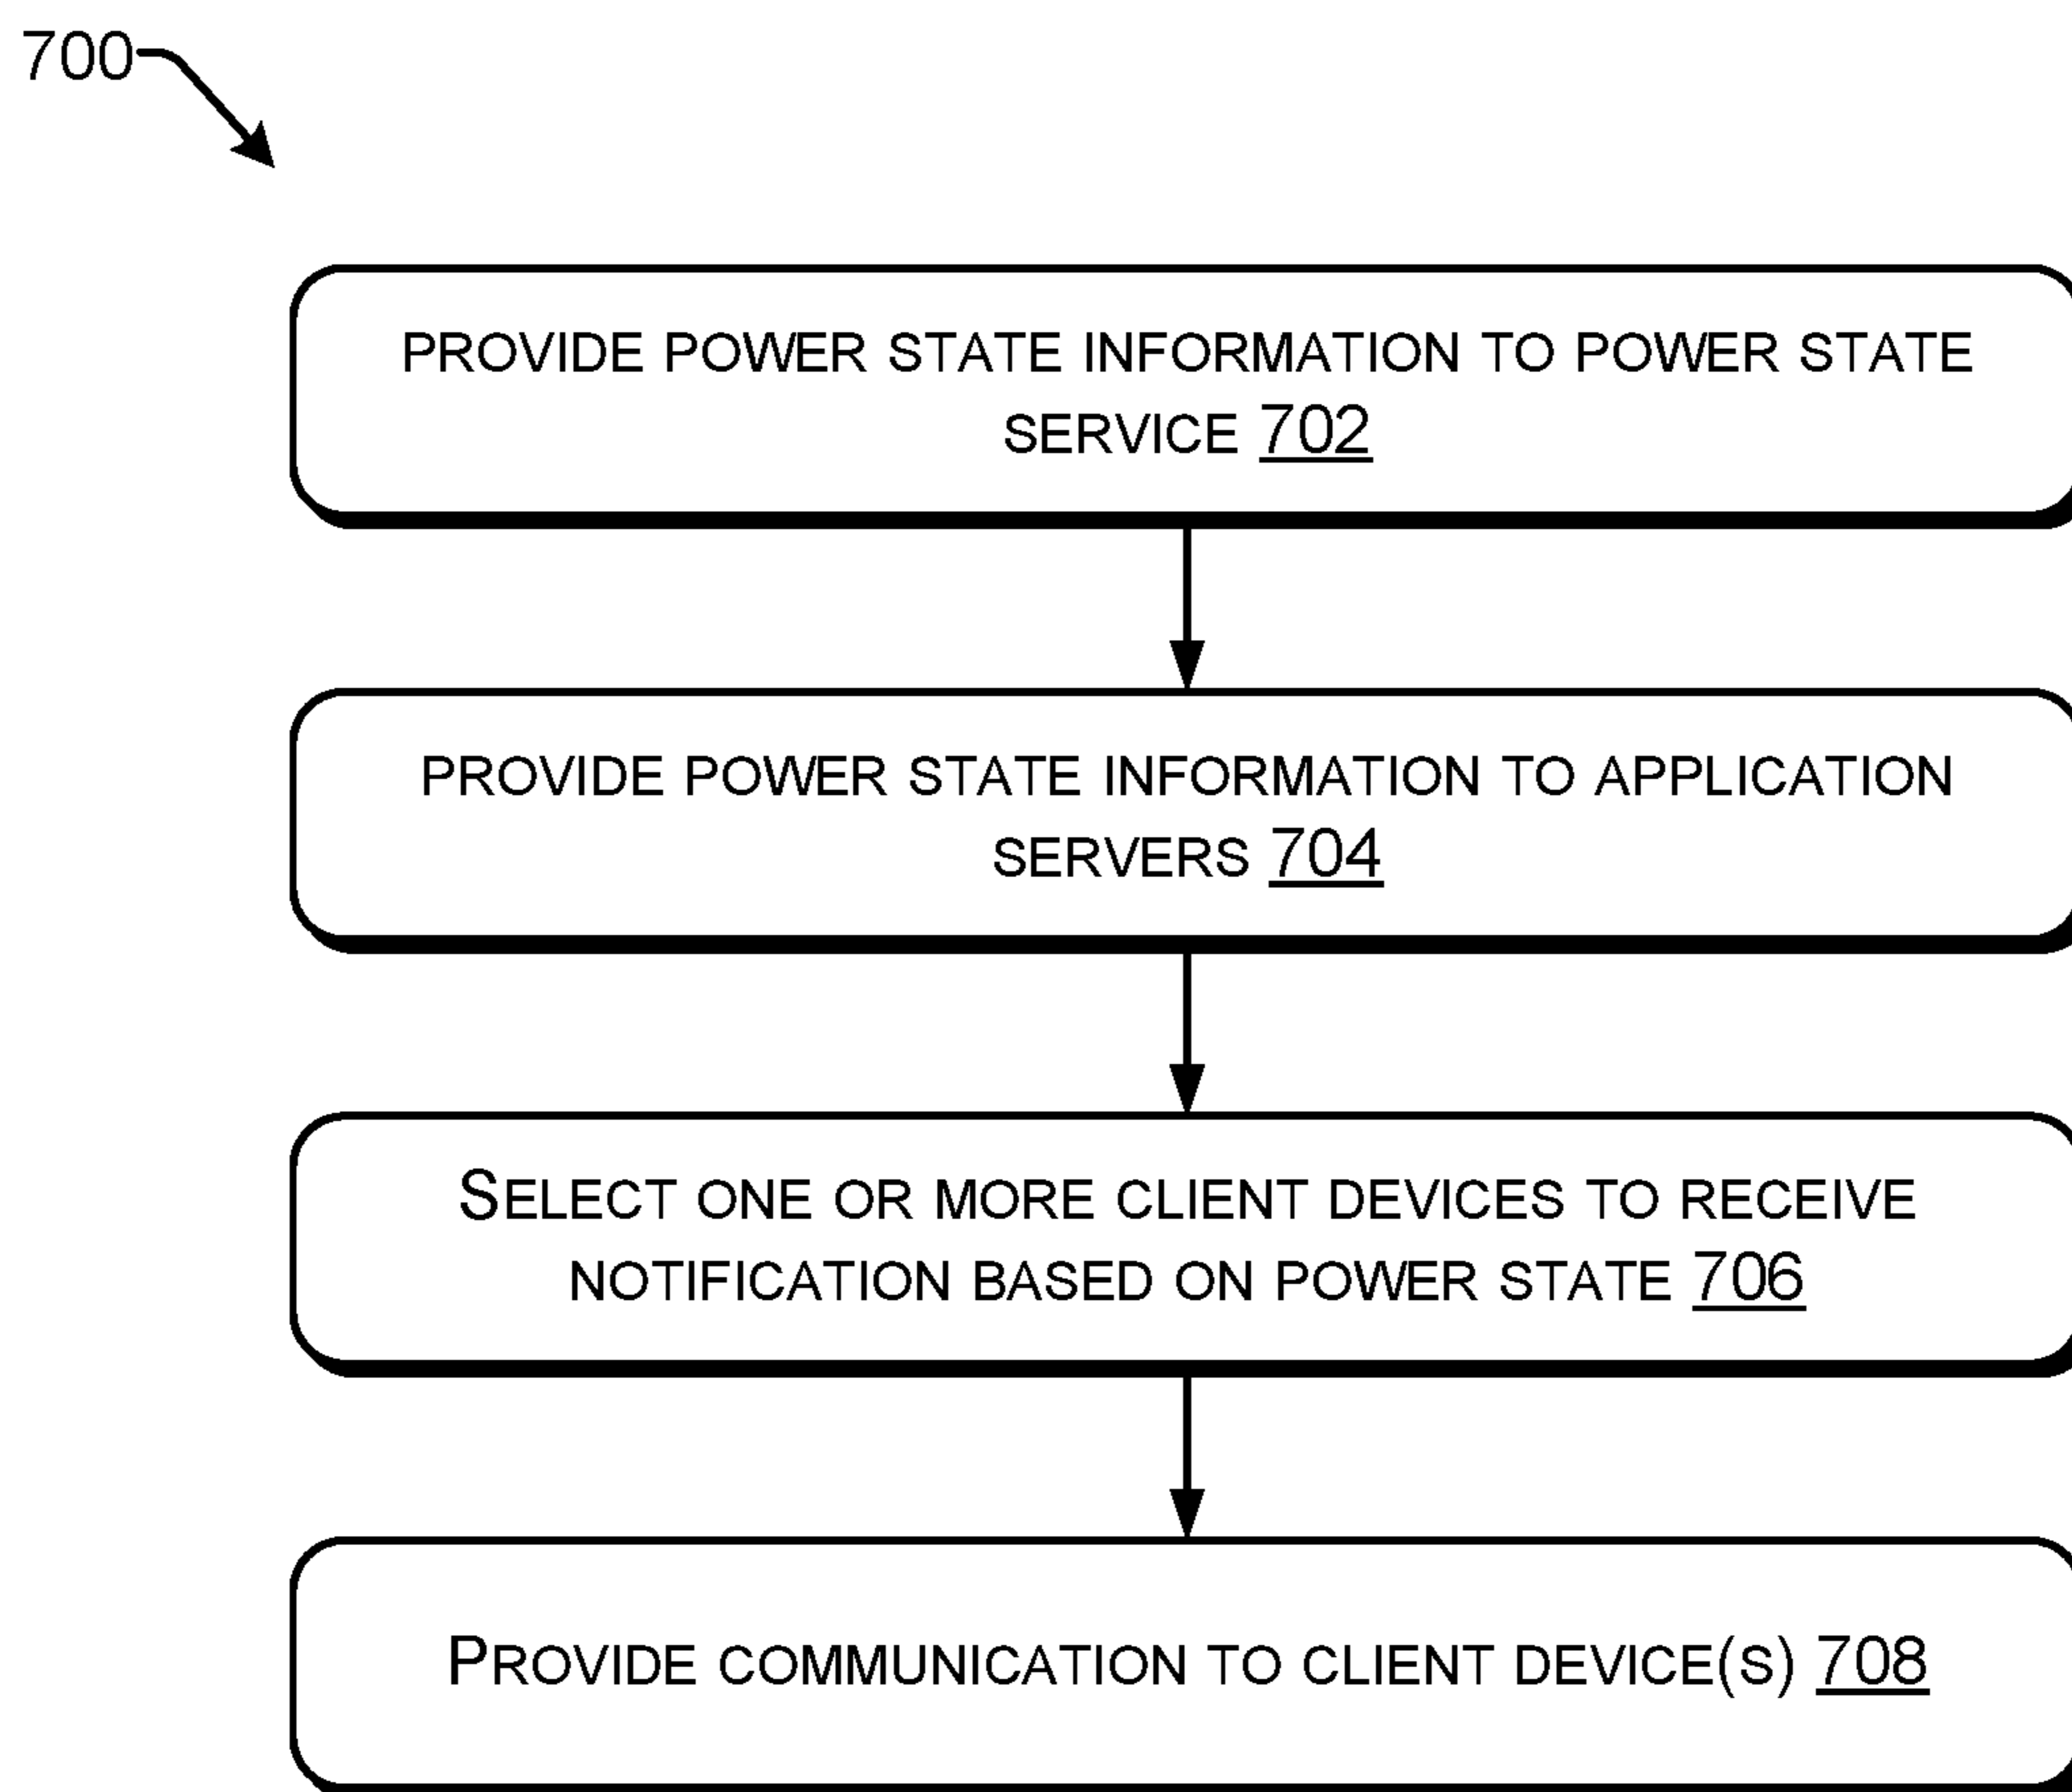 700
PROVIDE POWER STATE INFORMATION TO POWER STATE
SERVICE 702
PROVIDE POWER STATE INFORMATION TO APPLICATION
SERVERS 704
SELECT ONE OR MORE CLIENT DEVICES TO RECEIVE
NOTIFICATION BASED ON POWER STATE 706
PROVIDE COMMUNICATION TO CLIENT DEVICE(S) 708